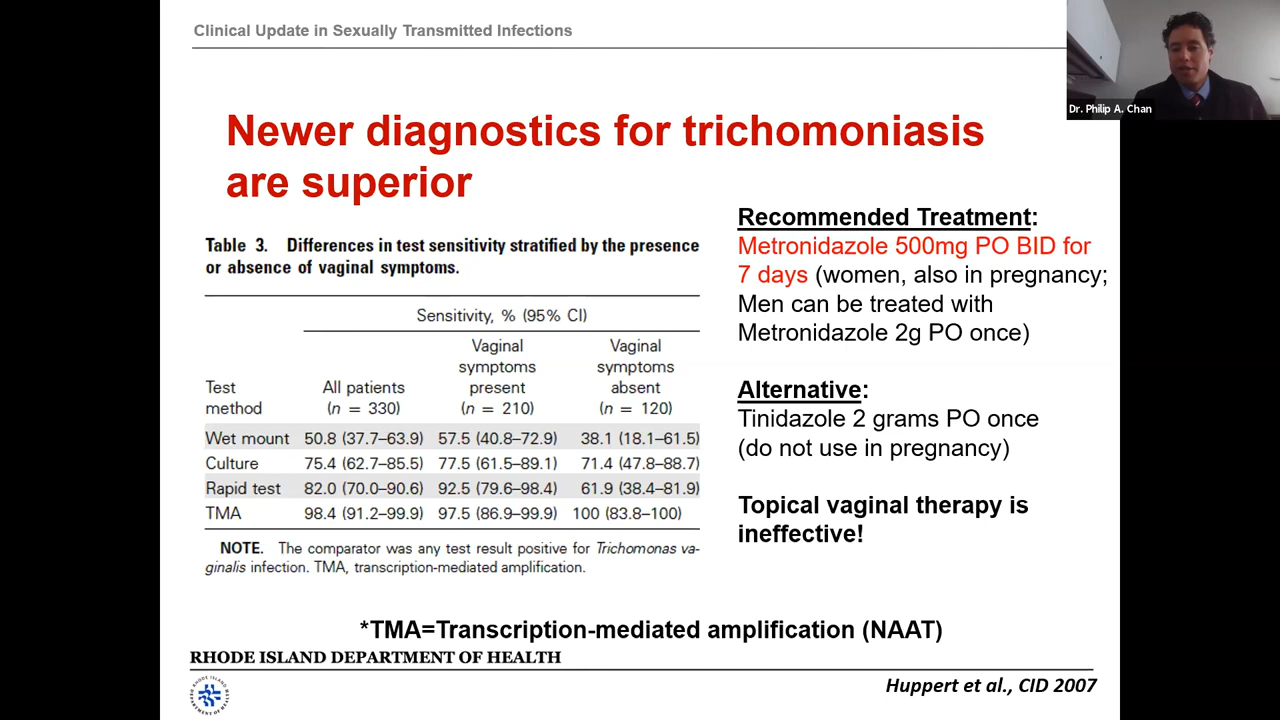 Clinical Update in Sexually Transmitted Infections
Dr. Philip A. Chan
Newer diagnostics for trichomoniasis
are superior
Table 3. Differences in test sensitivity stratified by the presence
or absence of vaginal symptoms.
Sensitivity, % (95% CI)
Test method
All patients (n = 330)
Vaginal symptoms present (n = 210)
Vaginal symptoms absent (n = 120)
Wet mount 50.8 (37.7–63.9) 57.5 (40.8–72.9) 38.1 (18.1–61.5)
Culture 75.4 (62.7–85.5) 77.5 (61.5–89.1) 71.4 (47.8–88.7)
Rapid test 82.0 (70.0–90.6) 92.5 (79.6–98.4) 61.9 (38.4–81.9)
TMA 98.4 (91.2–99.9) 97.5 (86.9–99.9) 100 (83.8–100)
NOTE. The comparator was any test result positive for Trichomonas va-
ginalis infection. TMA, transcription-mediated amplification.
Recommended Treatment:
Metronidazole 500mg PO BID for
7 days (women, also in pregnancy;
Men can be treated with
Metronidazole 2g PO once)
Alternative:
Tinidazole 2 grams PO once
(do not use in pregnancy)
Topical vaginal therapy is
ineffective!
*TMA=Transcription-mediated amplification (NAAT)
RHODE ISLAND DEPARTMENT OF HEALTH
Huppert et al., CID 2007